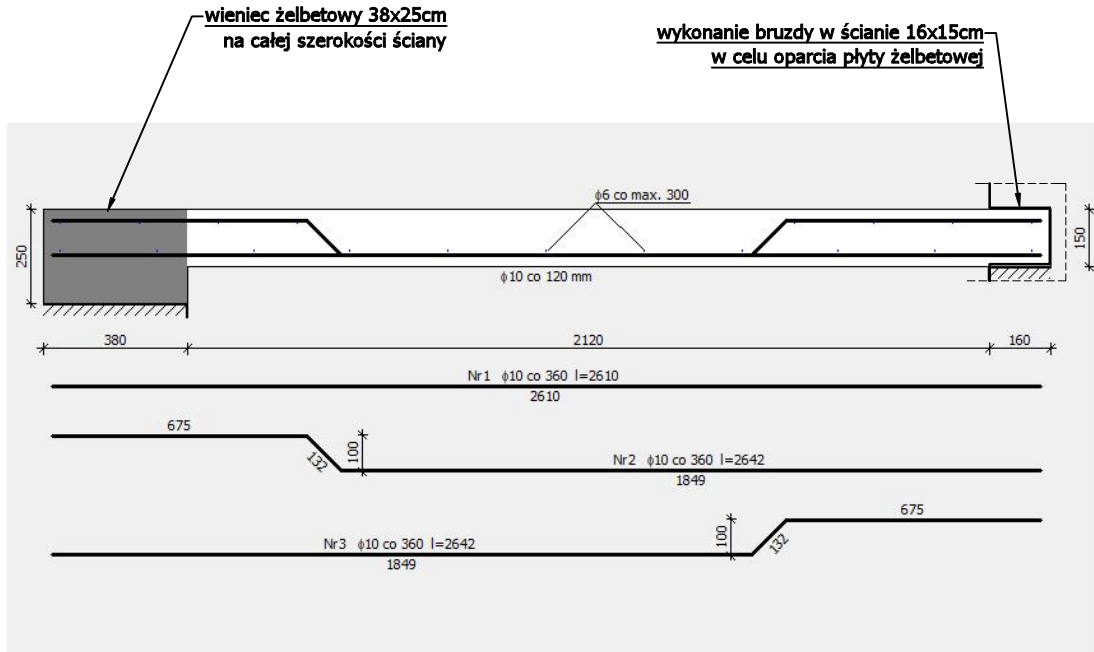 wieniec żelbetowy 38x25cm
na całej szerokości ściany
wykonanie bruzdy w ścianie 16x15cm
w celu oparcia płyty żelbetowej
ϕ6 co max. 300
250
150
ϕ10 co 120 mm
380
2120
160
Nr1 ϕ10 co 360 l=2610
2610
675
132
100
Nr2 ϕ10 co 360 l=2642
1849
675
100
132
Nr3 ϕ10 co 360 l=2642
1849